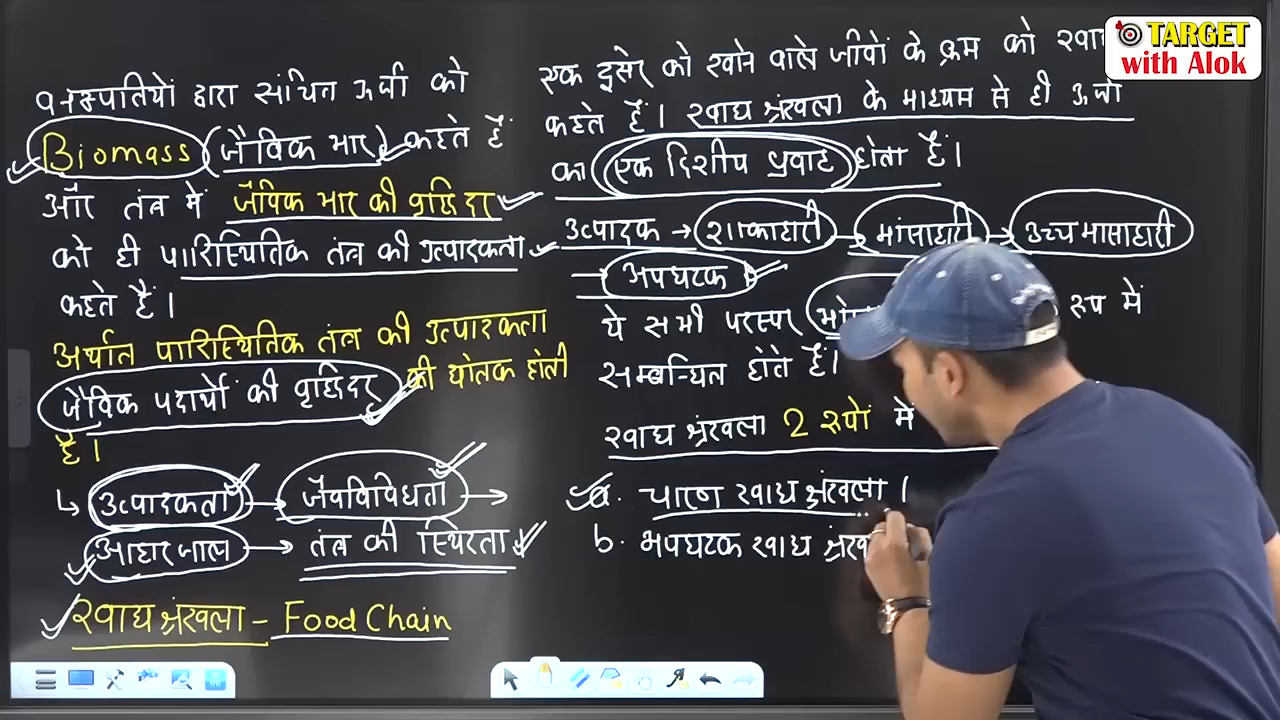 वनस्पतियों द्वारा संचित ऊर्जा को
Biomass (जैविक भार) कहते हैं
और तंत्र में जैविक भार की वृद्धि दर
को ही पारिस्थितिक तंत्र की उत्पादकता
कहते हैं।
अर्थात पारिस्थितिक तंत्र की उत्पादकता
जैविक पदार्थों की वृद्धि दर की द्योतक होती
है।
↳ उत्पादकता → जैवविविधता →
आहार जाल → तंत्र की स्थिरता
खाद्य श्रंखला - Food Chain
एक दूसरे को खाने वाले जीवों के क्रम को
कहते हैं। खाद्य श्रंखला के माध्यम से ही ऊर्जा
का एक दिशीय प्रवाह होता है।
उत्पादक → शाकाहारी → मांसाहारी → उच्च मासाहारी
→ अपघटक
ये सभी परस्पर रूप में
सम्बन्धित होते हैं।
खाद्य श्रंखला 2 रूपों में
a. चारण खाद्य श्रंखला।
b. अपघटक खाद्य
TARGET
with Alok